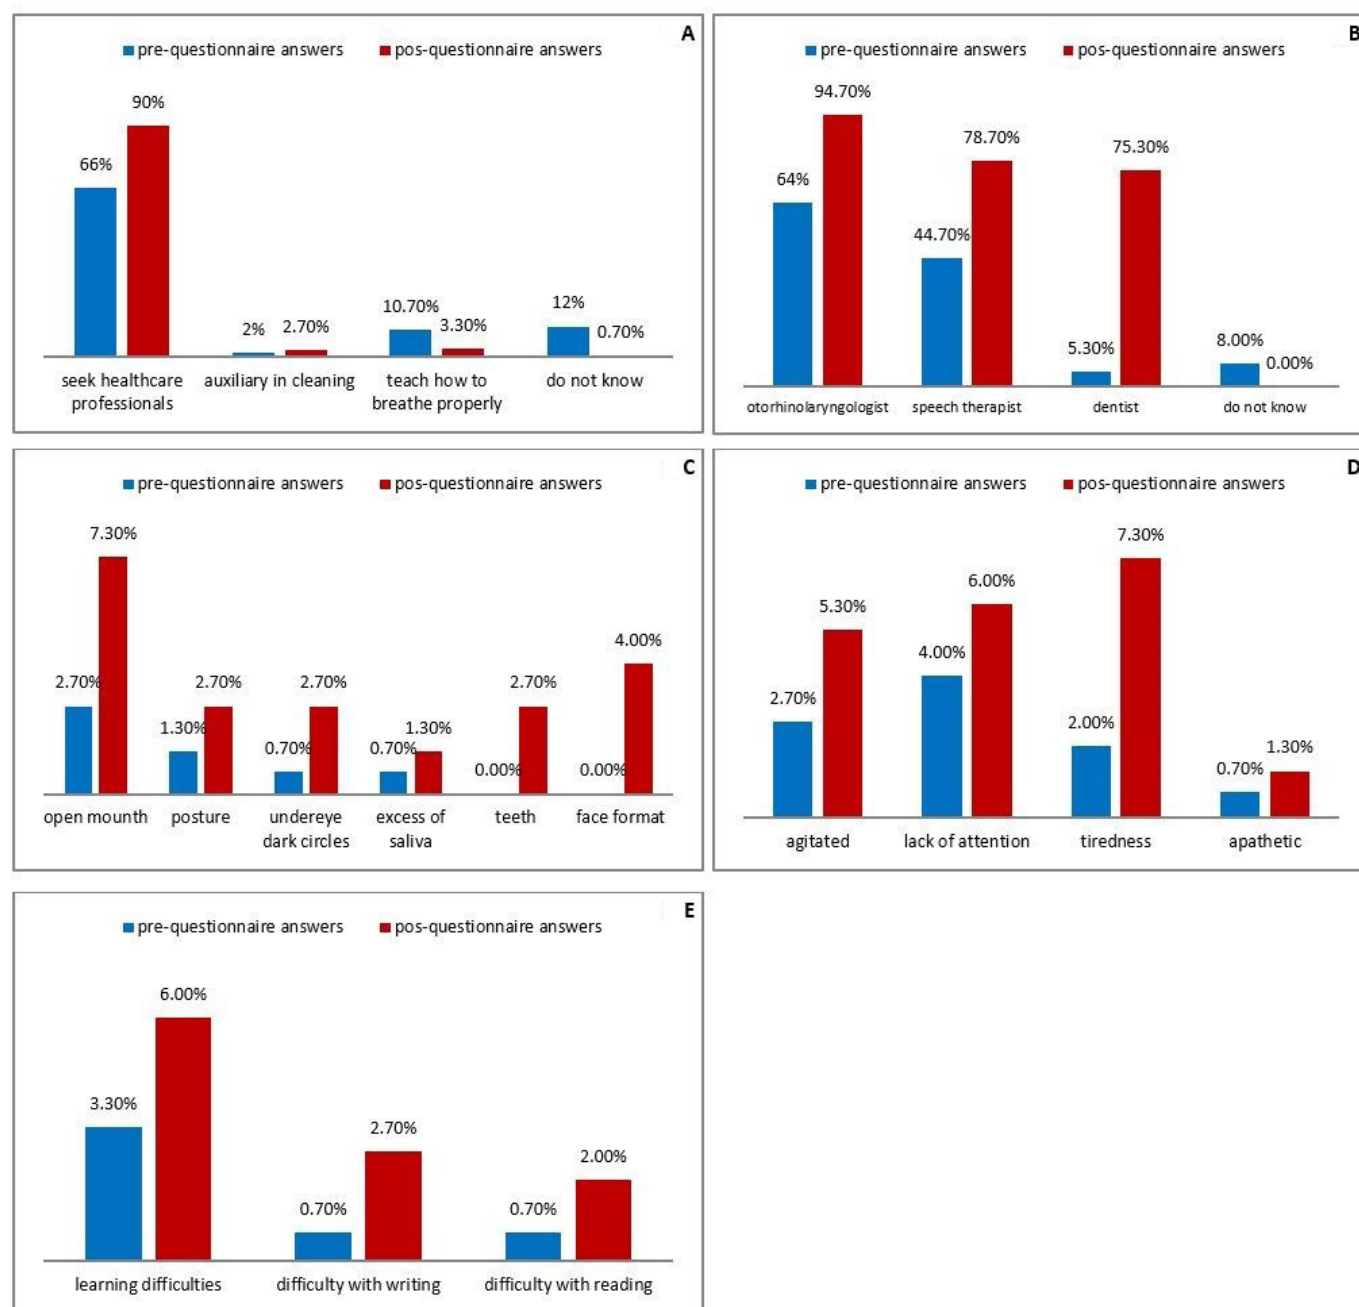 A
pre-questionnaire answers pos-questionnaire answers
90%
66%
10.70% 12%
2% 2.70% 3.30% 0.70%
seek healthcare professionals auxiliary in cleaning teach how to breathe properly do not know
B
pre-questionnaire answers pos-questionnaire answers
94.70%
78.70% 75.30%
64%
44.70%
5.30% 8.00% 0.00%
otorhinolaryngologist speech therapist dentist do not know
C
pre-questionnaire answers pos-questionnaire answers
7.30%
4.00%
2.70% 2.70% 2.70% 2.70%
1.30% 0.70% 0.70% 1.30% 0.00% 0.00%
open mounth posture undereye dark circles excess of saliva teeth face format
D
pre-questionnaire answers pos-questionnaire answers
7.30%
6.00%
5.30%
4.00%
2.70% 2.00% 0.70% 1.30%
agitated lack of attention tiredness apathetic
E
pre-questionnaire answers pos-questionnaire answers
6.00%
3.30%
2.70%
2.00%
0.70% 0.70%
learning difficulties difficulty with writing difficulty with reading